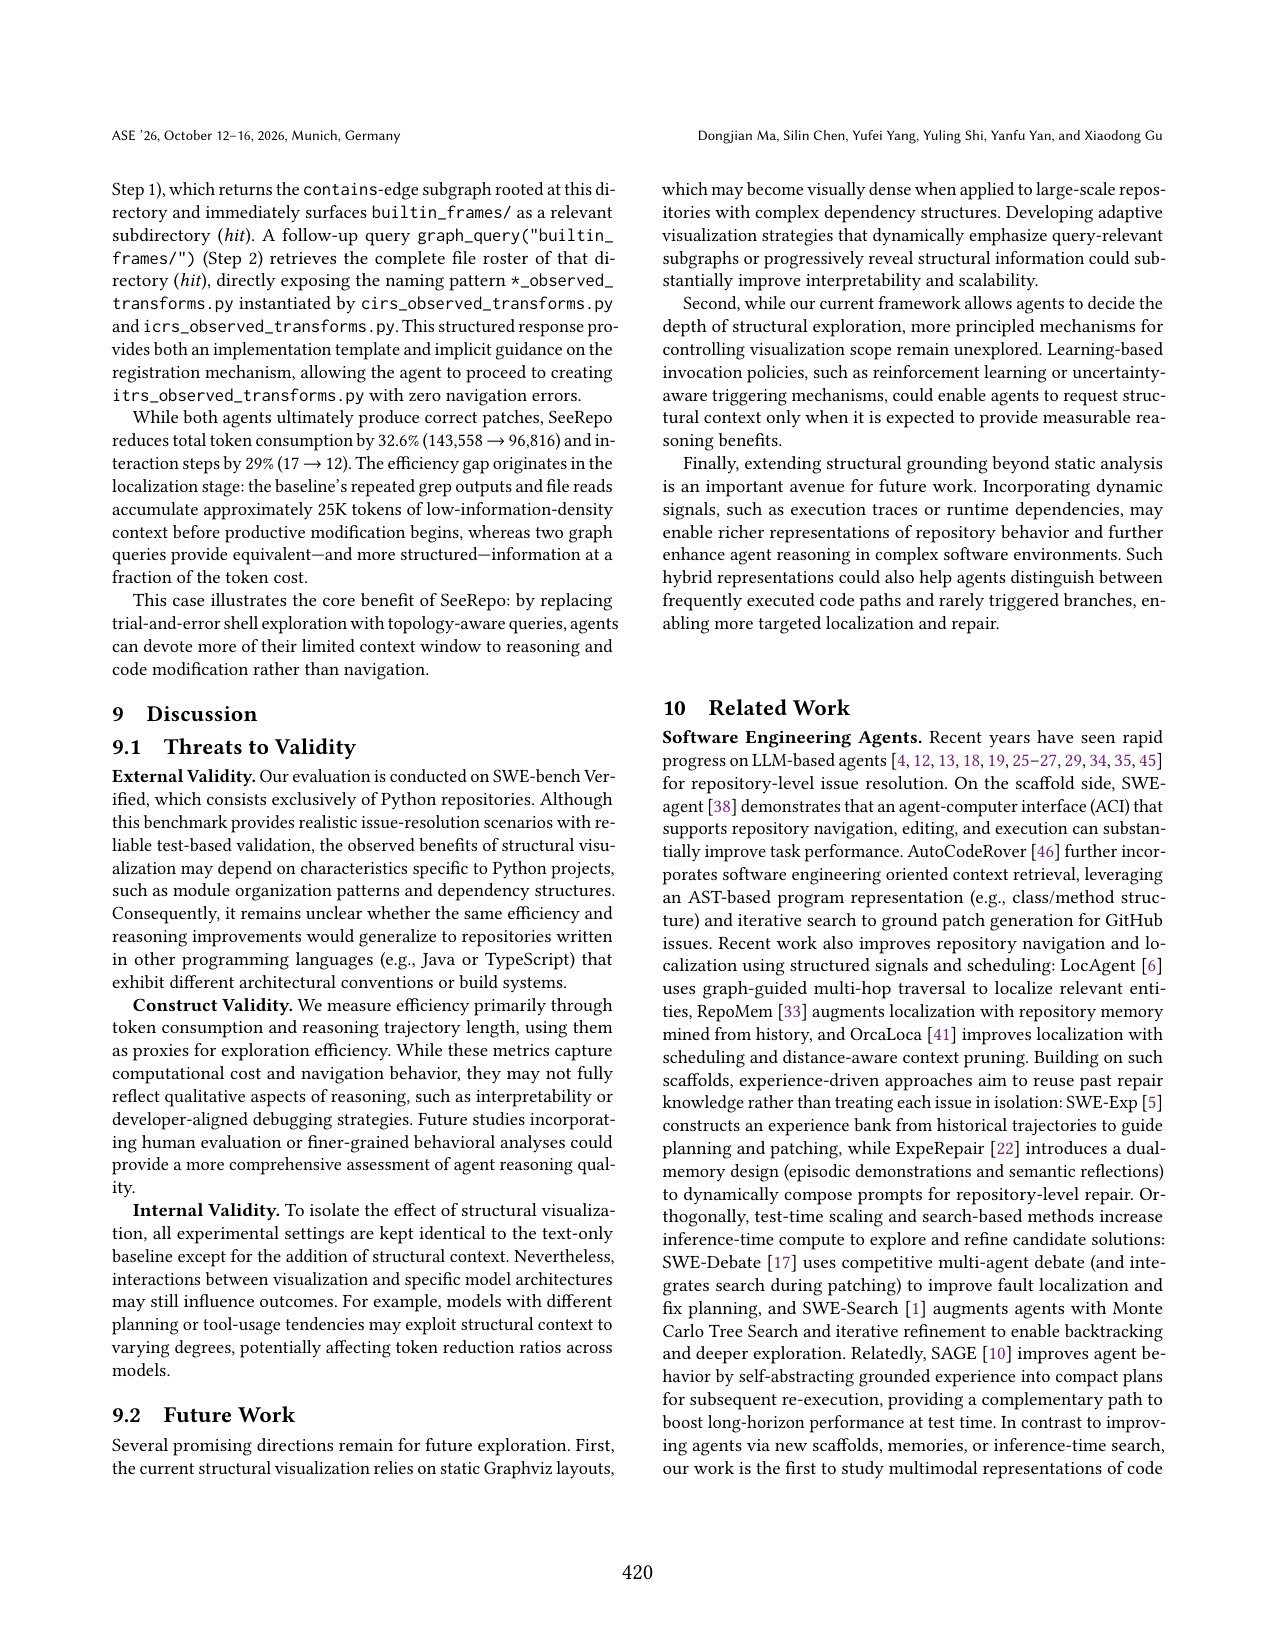 ASE ’26, October 12–16, 2026, Munich, Germany
Dongjian Ma, Silin Chen, Yufei Yang, Yuling Shi, Yanfu Yan, and Xiaodong Gu
Step 1), which returns the contains-edge subgraph rooted at this di-
rectory and immediately surfaces builtin_frames/ as a relevant
subdirectory (hit). A follow-up query graph_query("builtin_
frames/") (Step 2) retrieves the complete file roster of that di-
rectory (hit), directly exposing the naming pattern *_observed_
transforms.py instantiated by cirs_observed_transforms.py
and icrs_observed_transforms.py. This structured response pro-
vides both an implementation template and implicit guidance on the
registration mechanism, allowing the agent to proceed to creating
itrs_observed_transforms.py with zero navigation errors.
While both agents ultimately produce correct patches, SeeRepo
reduces total token consumption by 32.6% (143,558 → 96,816) and in-
teraction steps by 29% (17 → 12). The efficiency gap originates in the
localization stage: the baseline’s repeated grep outputs and file reads
accumulate approximately 25K tokens of low-information-density
context before productive modification begins, whereas two graph
queries provide equivalent—and more structured—information at a
fraction of the token cost.
This case illustrates the core benefit of SeeRepo: by replacing
trial-and-error shell exploration with topology-aware queries, agents
can devote more of their limited context window to reasoning and
code modification rather than navigation.
9 Discussion
9.1 Threats to Validity
External Validity. Our evaluation is conducted on SWE-bench Ver-
ified, which consists exclusively of Python repositories. Although
this benchmark provides realistic issue-resolution scenarios with re-
liable test-based validation, the observed benefits of structural visu-
alization may depend on characteristics specific to Python projects,
such as module organization patterns and dependency structures.
Consequently, it remains unclear whether the same efficiency and
reasoning improvements would generalize to repositories written
in other programming languages (e.g., Java or TypeScript) that
exhibit different architectural conventions or build systems.
Construct Validity. We measure efficiency primarily through
token consumption and reasoning trajectory length, using them
as proxies for exploration efficiency. While these metrics capture
computational cost and navigation behavior, they may not fully
reflect qualitative aspects of reasoning, such as interpretability or
developer-aligned debugging strategies. Future studies incorporat-
ing human evaluation or finer-grained behavioral analyses could
provide a more comprehensive assessment of agent reasoning qual-
ity.
Internal Validity. To isolate the effect of structural visualiza-
tion, all experimental settings are kept identical to the text-only
baseline except for the addition of structural context. Nevertheless,
interactions between visualization and specific model architectures
may still influence outcomes. For example, models with different
planning or tool-usage tendencies may exploit structural context to
varying degrees, potentially affecting token reduction ratios across
models.
9.2 Future Work
Several promising directions remain for future exploration. First,
the current structural visualization relies on static Graphviz layouts,
which may become visually dense when applied to large-scale repos-
itories with complex dependency structures. Developing adaptive
visualization strategies that dynamically emphasize query-relevant
subgraphs or progressively reveal structural information could sub-
stantially improve interpretability and scalability.
Second, while our current framework allows agents to decide the
depth of structural exploration, more principled mechanisms for
controlling visualization scope remain unexplored. Learning-based
invocation policies, such as reinforcement learning or uncertainty-
aware triggering mechanisms, could enable agents to request struc-
tural context only when it is expected to provide measurable rea-
soning benefits.
Finally, extending structural grounding beyond static analysis
is an important avenue for future work. Incorporating dynamic
signals, such as execution traces or runtime dependencies, may
enable richer representations of repository behavior and further
enhance agent reasoning in complex software environments. Such
hybrid representations could also help agents distinguish between
frequently executed code paths and rarely triggered branches, en-
abling more targeted localization and repair.
10 Related Work
Software Engineering Agents. Recent years have seen rapid
progress on LLM-based agents [4, 12, 13, 18, 19, 25–27, 29, 34, 35, 45]
for repository-level issue resolution. On the scaffold side, SWE-
agent [38] demonstrates that an agent-computer interface (ACI) that
supports repository navigation, editing, and execution can substan-
tially improve task performance. AutoCodeRover [46] further incor-
porates software engineering oriented context retrieval, leveraging
an AST-based program representation (e.g., class/method struc-
ture) and iterative search to ground patch generation for GitHub
issues. Recent work also improves repository navigation and lo-
calization using structured signals and scheduling: LocAgent [6]
uses graph-guided multi-hop traversal to localize relevant enti-
ties, RepoMem [33] augments localization with repository memory
mined from history, and OrcaLoca [41] improves localization with
scheduling and distance-aware context pruning. Building on such
scaffolds, experience-driven approaches aim to reuse past repair
knowledge rather than treating each issue in isolation: SWE-Exp [5]
constructs an experience bank from historical trajectories to guide
planning and patching, while ExpeRepair [22] introduces a dual-
memory design (episodic demonstrations and semantic reflections)
to dynamically compose prompts for repository-level repair. Or-
thogonally, test-time scaling and search-based methods increase
inference-time compute to explore and refine candidate solutions:
SWE-Debate [17] uses competitive multi-agent debate (and inte-
grates search during patching) to improve fault localization and
fix planning, and SWE-Search [1] augments agents with Monte
Carlo Tree Search and iterative refinement to enable backtracking
and deeper exploration. Relatedly, SAGE [10] improves agent be-
havior by self-abstracting grounded experience into compact plans
for subsequent re-execution, providing a complementary path to
boost long-horizon performance at test time. In contrast to improv-
ing agents via new scaffolds, memories, or inference-time search,
our work is the first to study multimodal representations of code
420